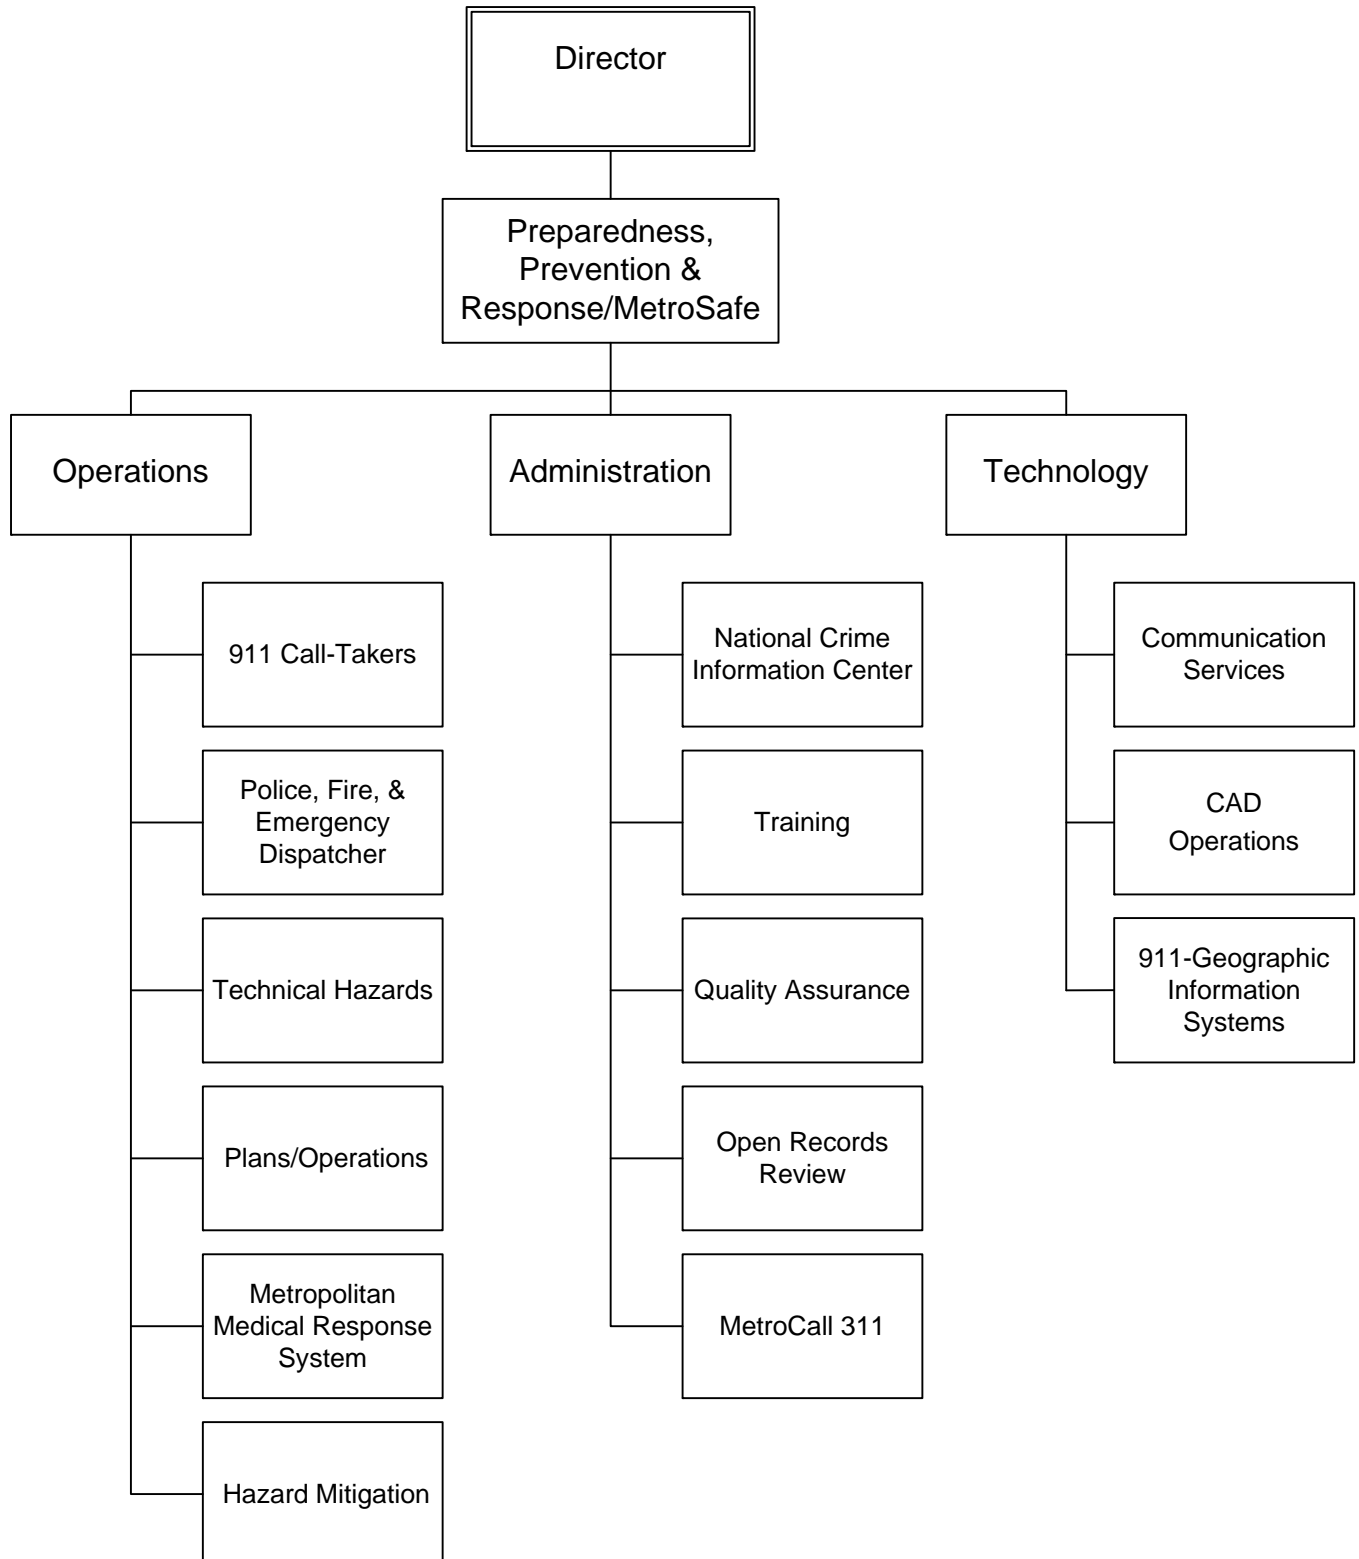 Director
Preparedness,
Prevention &
Response/MetroSafe
Operations
Administration
Technology
911 Call-Takers
Police, Fire, &
Emergency
Dispatcher
Technical Hazards
Plans/Operations
Metropolitan
Medical Response
System
Hazard Mitigation
National Crime
Information Center
Training
Quality Assurance
Open Records
Review
MetroCall 311
Communication
Services
CAD
Operations
911-Geographic
Information
Systems